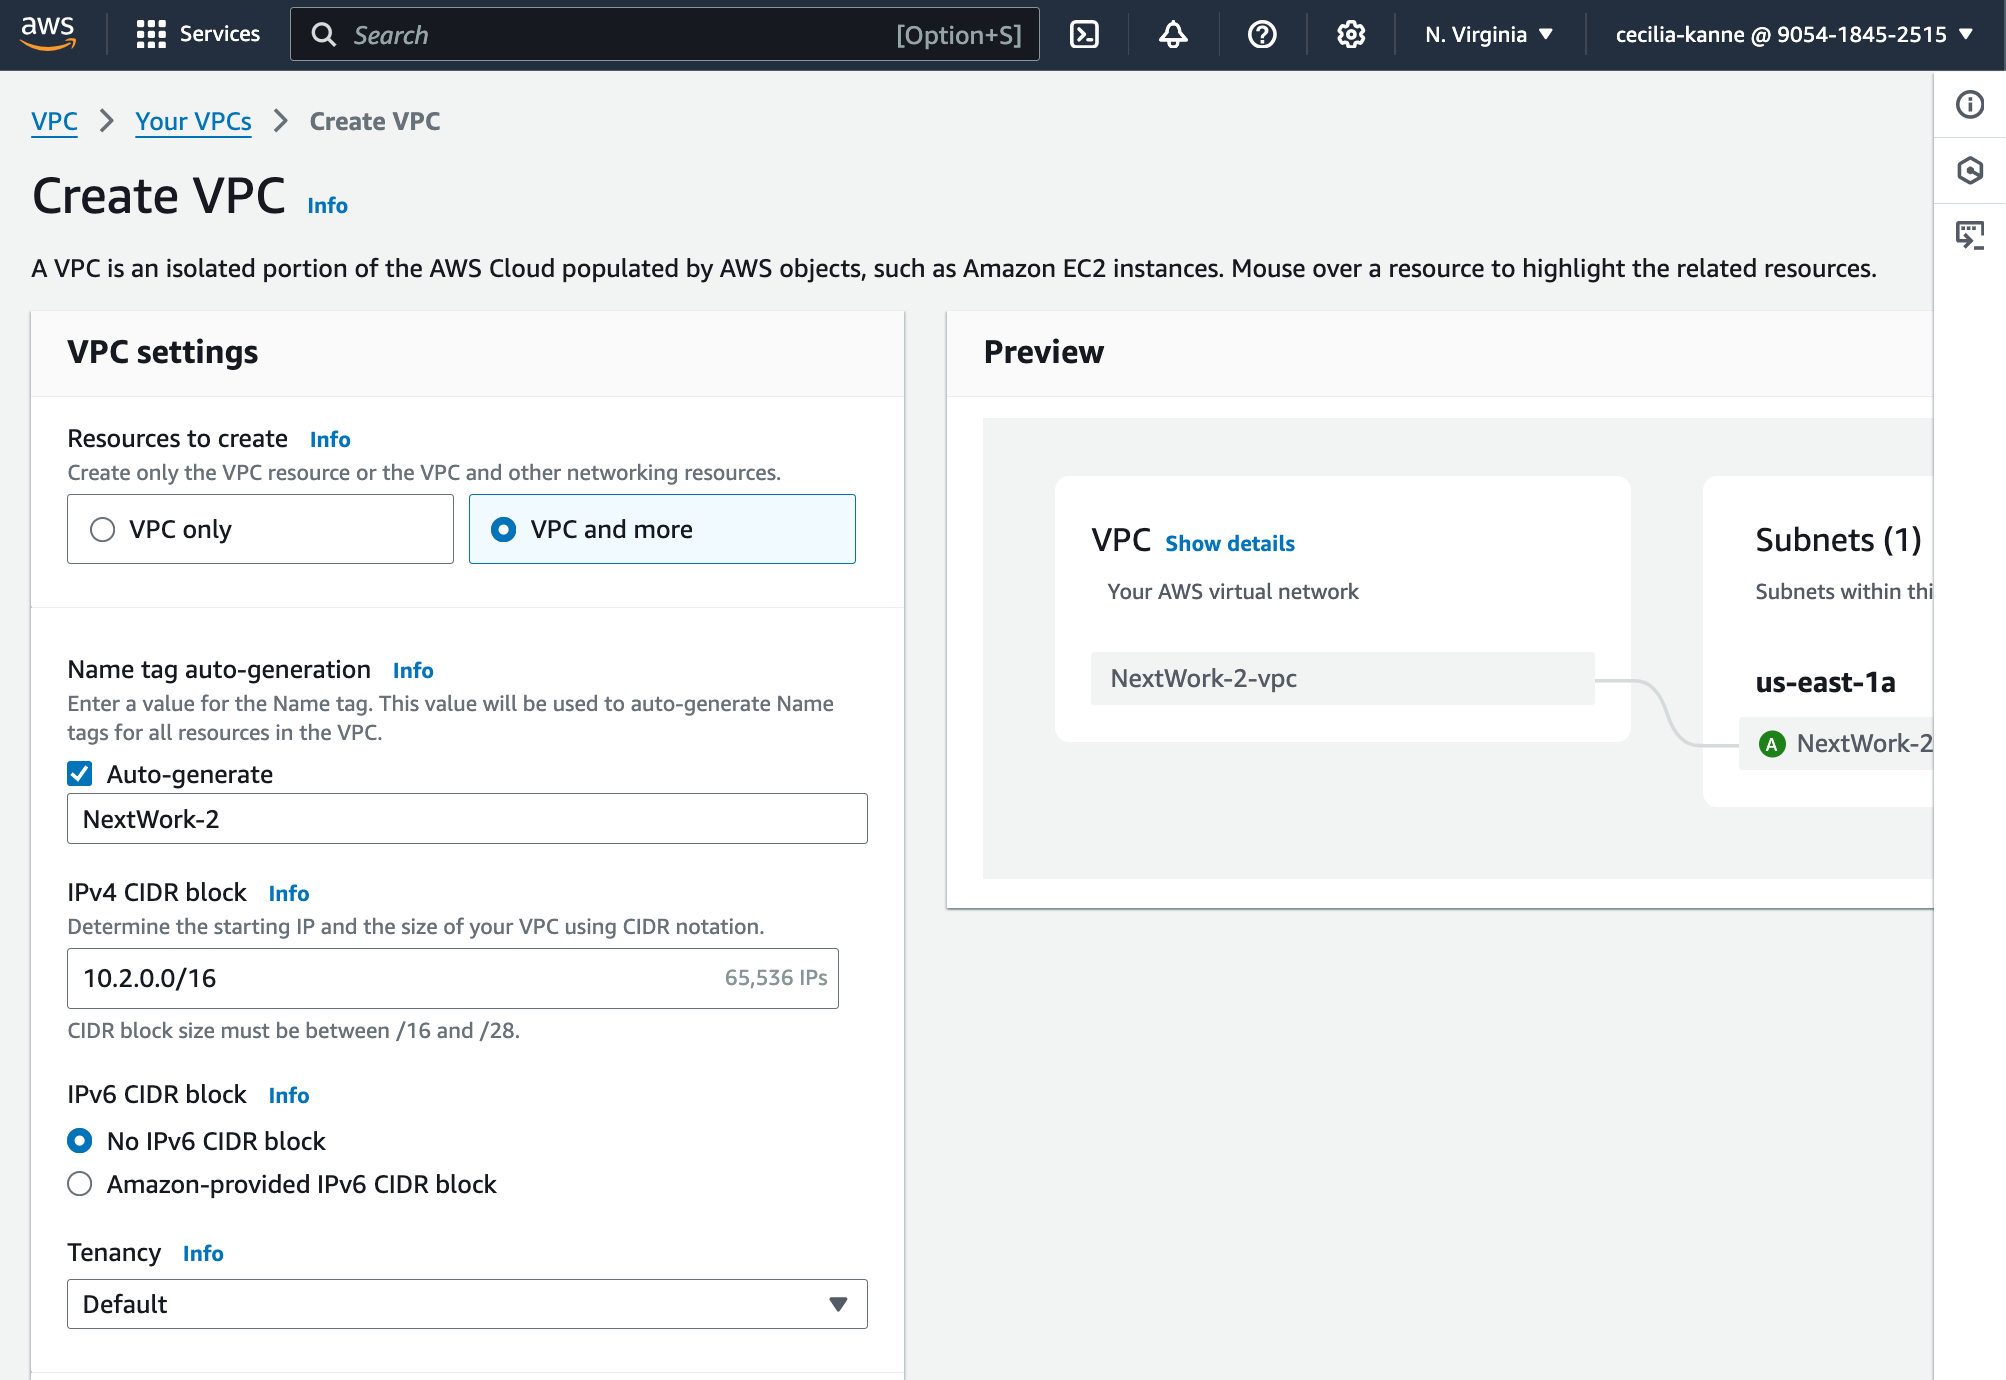 aws
Services
Search
[Option+S]
N. Virginia
cecilia-kanne @ 9054-1845-2515
VPC
Your VPCs
Create VPC
Create VPC
Info
A VPC is an isolated portion of the AWS Cloud populated by AWS objects, such as Amazon EC2 instances. Mouse over a resource to highlight the related resources.
VPC settings
Resources to create
Info
Create only the VPC resource or the VPC and other networking resources.
VPC only
VPC and more
Name tag auto-generation
Info
Enter a value for the Name tag. This value will be used to auto-generate Name
tags for all resources in the VPC.
Auto-generate
NextWork-2
IPv4 CIDR block
Info
Determine the starting IP and the size of your VPC using CIDR notation.
10.2.0.0/16
65,536 IPs
CIDR block size must be between /16 and /28.
IPv6 CIDR block
Info
No IPv6 CIDR block
Amazon-provided IPv6 CIDR block
Tenancy
Info
Default
Preview
VPC
Show details
Your AWS virtual network
NextWork-2-vpc
Subnets (1)
Subnets within thi
us-east-1a
A
NextWork-2